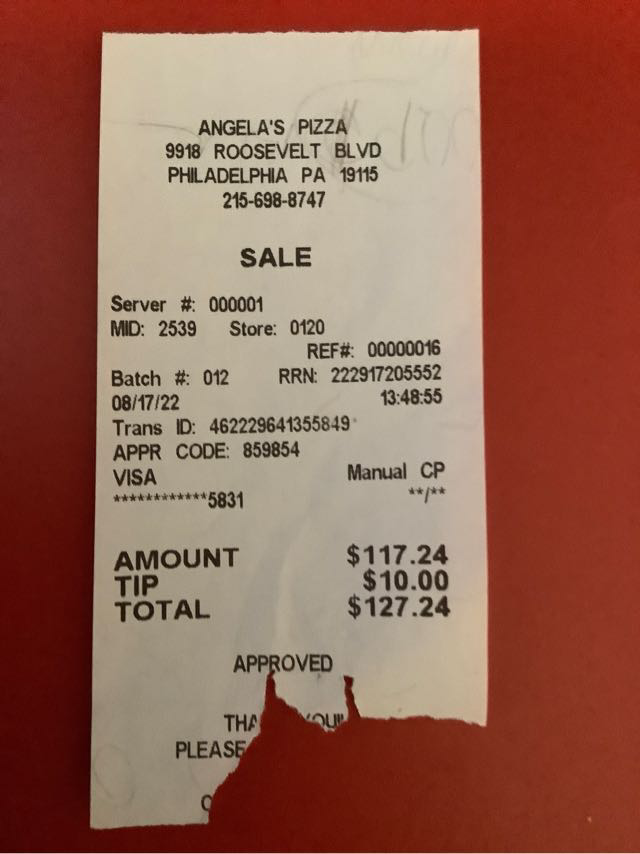 ANGELA'S PIZZA
9918 ROOSEVELT BLVD
PHILADELPHIA PA 19115
215-698-8747
SALE
Server #: 000001
MID: 2539 Store: 0120
REF#: 00000016
Batch #: 012 RRN: 222917205552
08/17/22 13:48:55
Trans ID: 462229641355849
APPR CODE: 859854
VISA Manual CP
************5831 **/**
AMOUNT $117.24
TIP $10.00
TOTAL $127.24
APPROVED
PLEASE